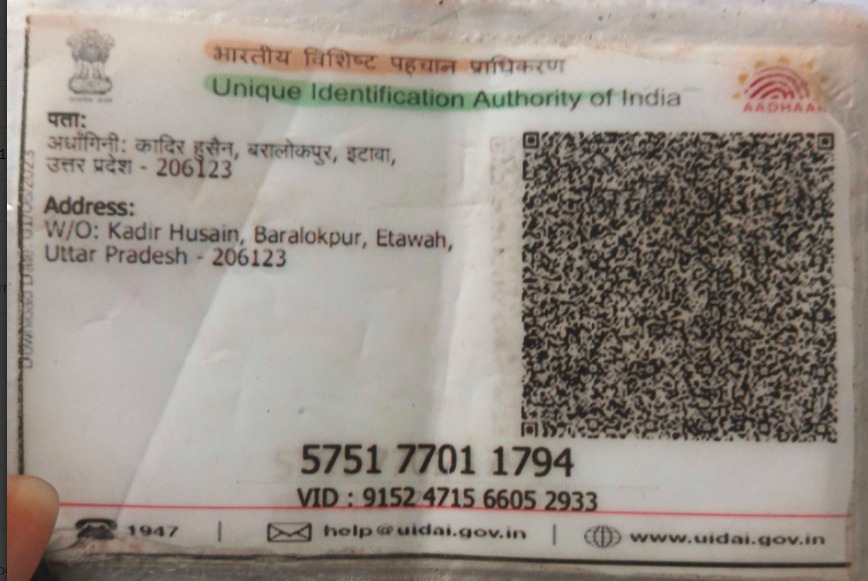 भारतीय विशिष्ट पहचान प्राधिकरण
Unique Identification Authority of India
AADHAAR
पता:
अर्धांगिनी: कादिर हुसैन, बरालोकपुर, इटावा,
उत्तर प्रदेश - 206123
Address:
W/O: Kadir Husain, Baralokpur, Etawah,
Uttar Pradesh - 206123
Download Date:
5751 7701 1794
VID : 9152 4715 6605 2933
1947 | help@uidai.gov.in | www.uidai.gov.in